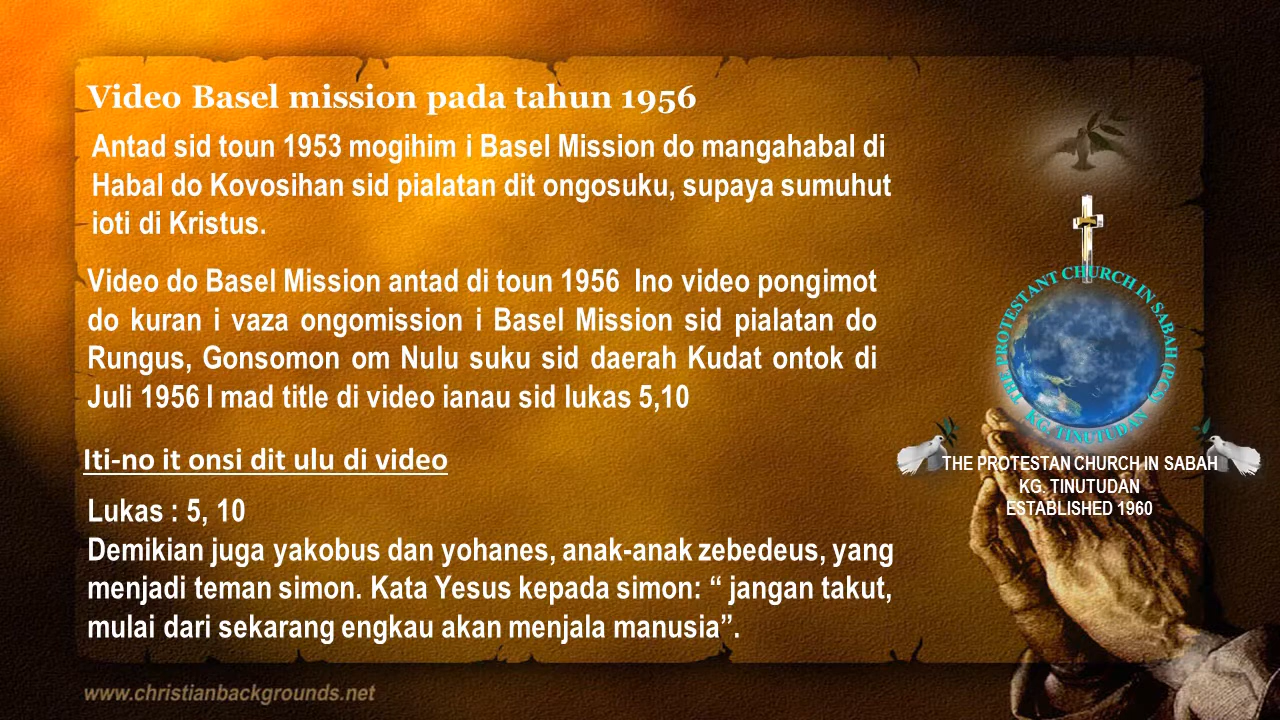 Video Basel mission pada tahun 1956
Antad sid toun 1953 mogihim i Basel Mission do mangahabal di
Habal do Kovosihan sid pialatan dit ongosuku, supaya sumuhut
ioti di Kristus.
Video do Basel Mission antad di toun 1956 Ino video pongimot
do kuran i vaza ongomission i Basel Mission sid pialatan do
Rungus, Gonsomon om Nulu suku sid daerah Kudat ontok di
Juli 1956 I mad title di video ianau sid lukas 5,10
Iti-no it onsi dit ulu di video
Lukas : 5, 10
Demikian juga yakobus dan yohanes, anak-anak zebedeus, yang
menjadi teman simon. Kata Yesus kepada simon: “ jangan takut,
mulai dari sekarang engkau akan menjala manusia”.
THE PROTESTANT CHURCH IN SABAH (PCS)
KG. TINUTUDAN
THE PROTESTAN CHURCH IN SABAH
KG. TINUTUDAN
ESTABLISHED 1960
www.christianbackgrounds.net